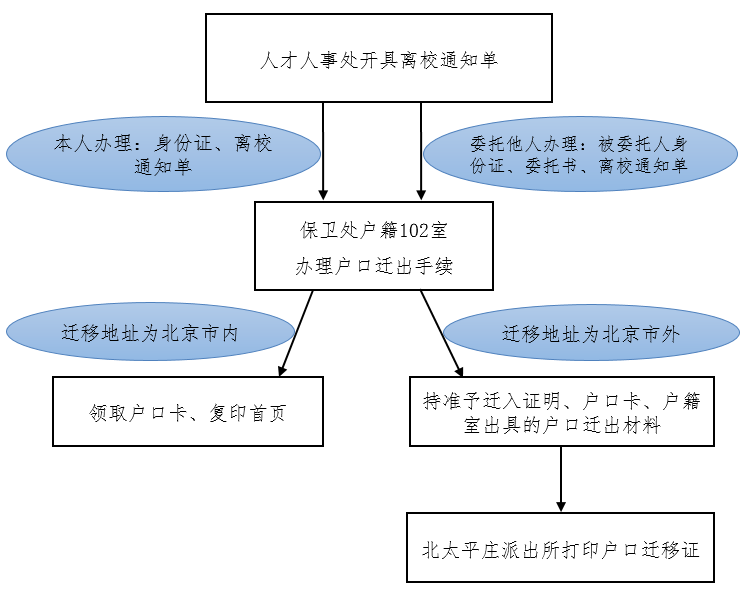 人才人事处开具离校通知单
本人办理：身份证、离校
通知单
委托他人办理：被委托人身
份证、委托书、离校通知单
保卫处户籍102室
办理户口迁出手续
迁移地址为北京市内
迁移地址为北京市外
领取户口卡、复印首页
持准予迁入证明、户口卡、户籍
室出具的户口迁出材料
北太平庄派出所打印户口迁移证